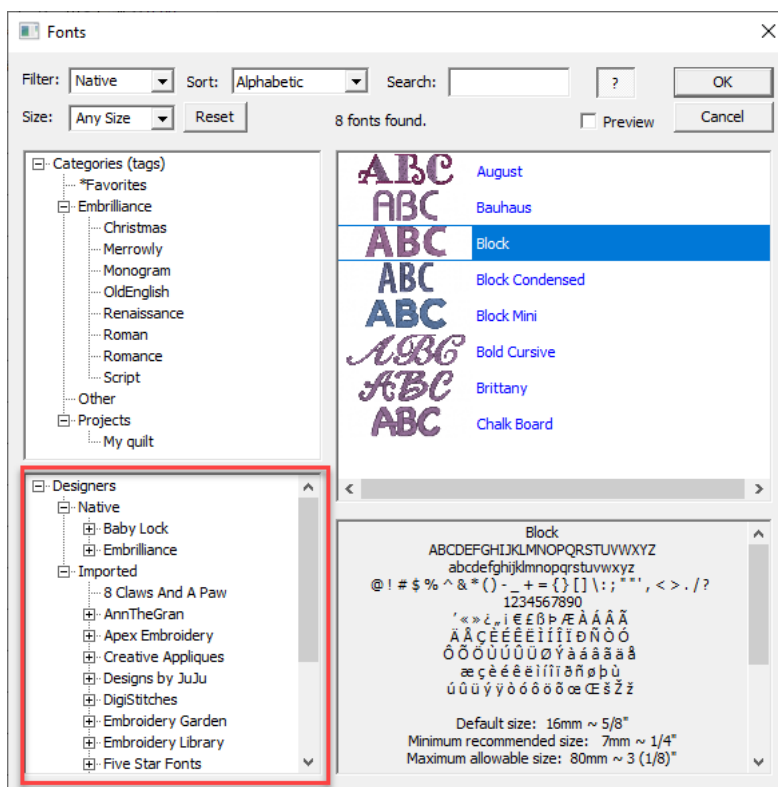 Fonts
Filter: Native Sort: Alphabetic Search: ? OK
Size: Any Size Reset 8 fonts found. Preview Cancel
Categories (tags)
*Favorites
Embrilliance
Christmas
Merrowly
Monogram
OldEnglish
Renaissance
Roman
Romance
Script
Other
Projects
My quilt
ABC August
ABC Bauhaus
ABC Block
ABC Block Condensed
ABC Block Mini
ABC Bold Cursive
ABC Brittany
ABC Chalk Board
Designers
Native
Baby Lock
Embrilliance
Imported
8 Claws And A Paw
AnnTheGran
Apex Embroidery
Creative Appliques
Designs by JuJu
DigiStitches
Embroidery Garden
Embroidery Library
Five Star Fonts
Block
ABCDEFGHIJKLMNOPQRSTUVWXYZ
abcdefghijklmnopqrstuvwxyz
@ ! # $ % ^ & * ( ) - _ + = { } [ ] \ : ; " " ' , < > . / ?
1234567890
´ « » ¿ „ ¡ € £ ß Þ Æ À Á Â Ã
Ä Å Ç È É Ê Ë Ì Í Î Ï Ð Ñ Ò Ó
Ô Õ Ö Ù Ú Û Ü Ø Ý à á â ã ä å
æ ç è é ê ë ì í î ï ð ñ ø þ ù
ú û ü ý ÿ ò ó ô ö õ œ Œ š Ž ž
Default size: 16mm ~ 5/8"
Minimum recommended size: 7mm ~ 1/4"
Maximum allowable size: 80mm ~ 3 (1/8)"